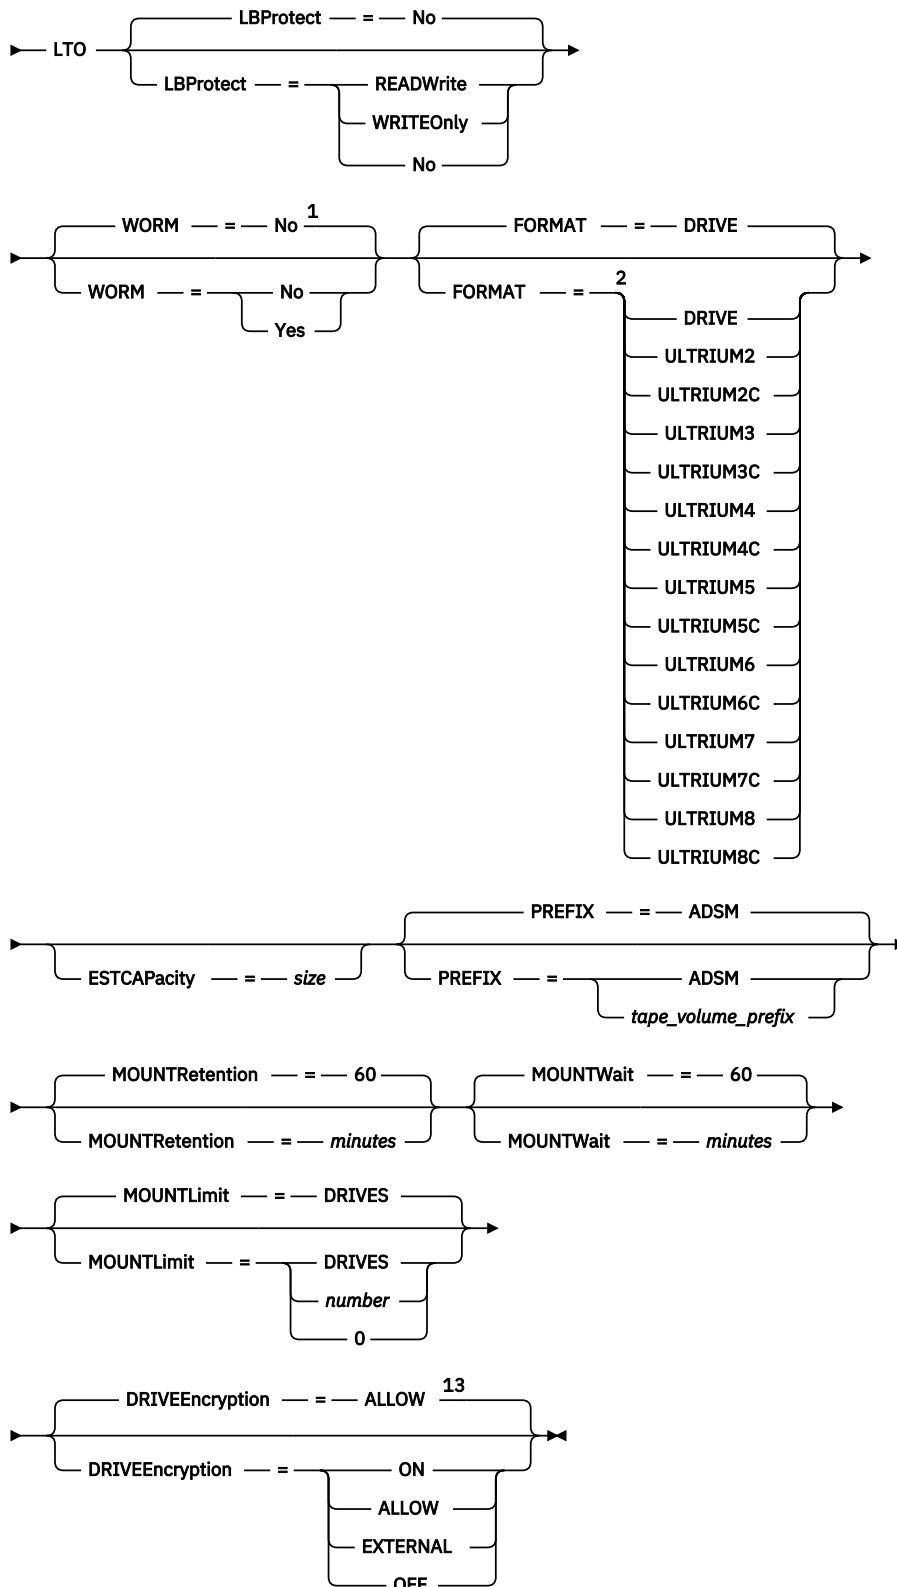 LBProtect = No
LTO
LBProtect = READWrite
WRITEOnly
No
WORM = No 1 FORMAT = DRIVE
WORM = No FORMAT = 2
Yes
DRIVE
ULTRIUM2
ULTRIUM2C
ULTRIUM3
ULTRIUM3C
ULTRIUM4
ULTRIUM4C
ULTRIUM5
ULTRIUM5C
ULTRIUM6
ULTRIUM6C
ULTRIUM7
ULTRIUM7C
ULTRIUM8
ULTRIUM8C
PREFIX = ADSM
ESTCAPacity = size PREFIX = ADSM
tape_volume_prefix
MOUNTRetention = 60 MOUNTWait = 60
MOUNTRetention = minutes MOUNTWait = minutes
MOUNTLimit = DRIVES
MOUNTLimit = DRIVES
number
0
DRIVEEncryption = ALLOW 13
DRIVEEncryption = ON
ALLOW
EXTERNAL
OFF